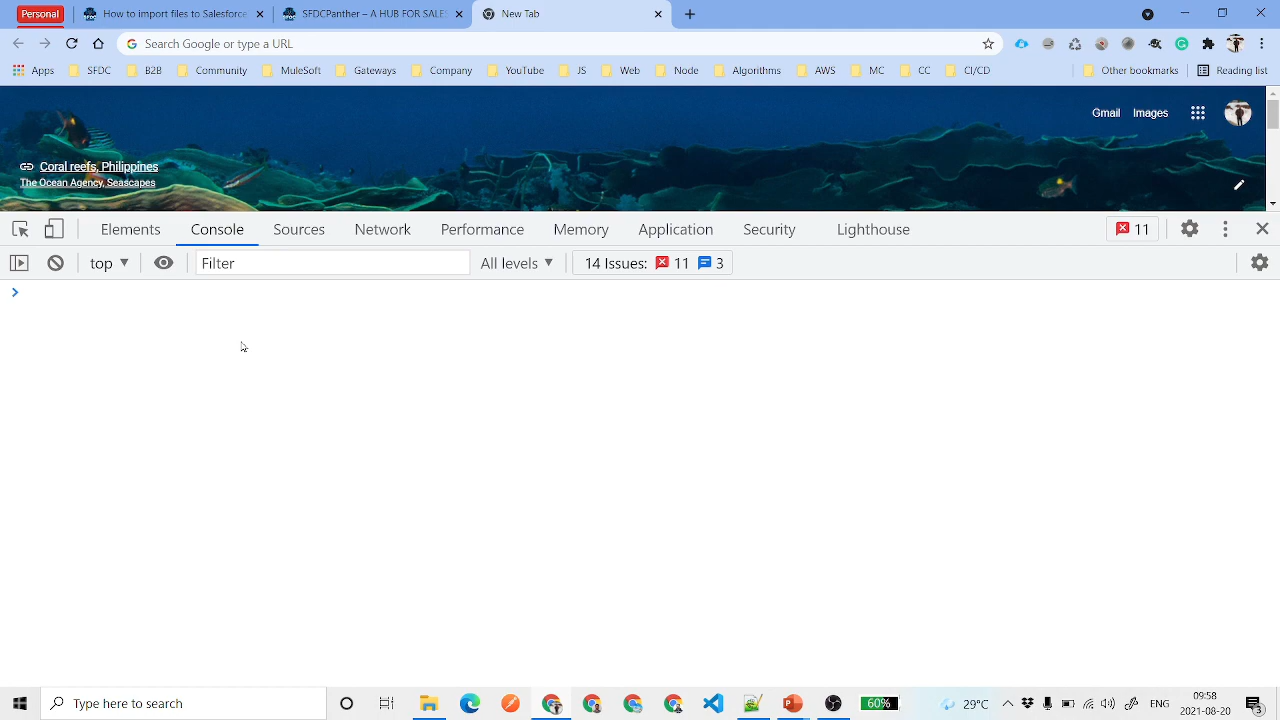 Personal
How to import files to Salesforce
SFDCPanther – A HUB FOR SALE
New Tab
Search Google or type a URL
Apps SFDC B2B Community MuleSoft Gateways Company YouTube JS Web Node Algorithms AWS MC CC CI/CD Other bookmarks Reading list
Gmail Images
Coral reefs, Philippines
The Ocean Agency, Seascapes
Elements Console Sources Network Performance Memory Application Security Lighthouse 11
top Filter All levels 14 Issues: 11 3
Type here to search
60%
29°C
ENG
09:58
2021-08-20
3